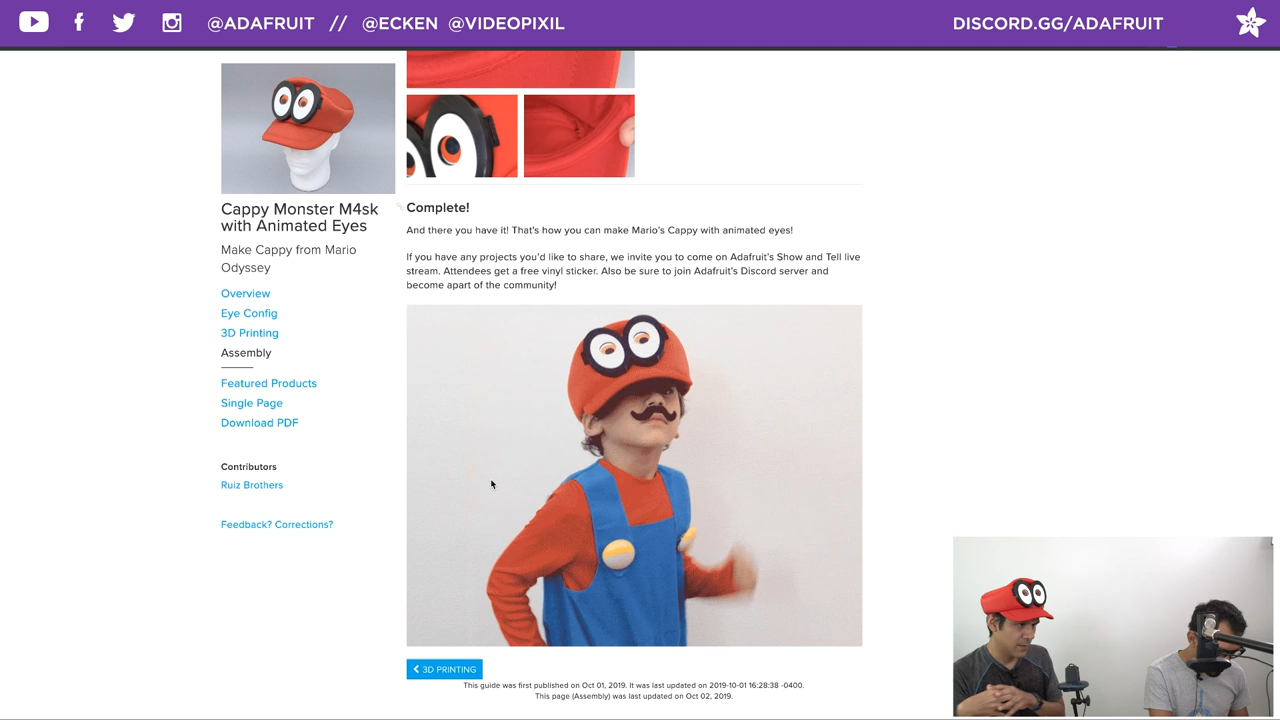 @ADAFRUIT // @ECKEN @VIDEOPIXIL
DISCORD.GG/ADAFRUIT
Cappy Monster M4sk
with Animated Eyes
Make Cappy from Mario
Odyssey
Overview
Eye Config
3D Printing
Assembly
Featured Products
Single Page
Download PDF
Contributors
Ruiz Brothers
Feedback? Corrections?
Complete!
And there you have it! That's how you can make Mario's Cappy with animated eyes!
If you have any projects you'd like to share, we invite you to come on Adafruit's Show and Tell live
stream. Attendees get a free vinyl sticker. Also be sure to join Adafruit's Discord server and
become apart of the community!
3D PRINTING
This guide was first published on Oct 01, 2019. It was last updated on 2019-10-01 16:28:38 -0400.
This page (Assembly) was last updated on Oct 02, 2019.